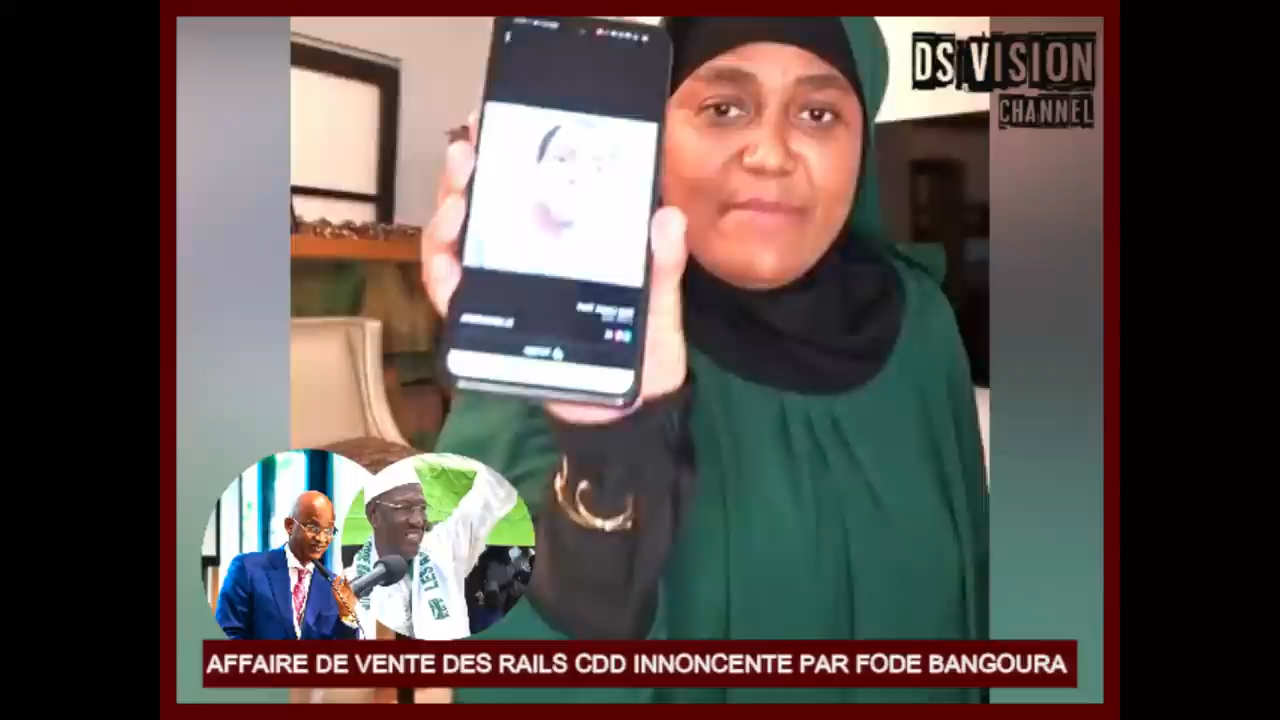 DS VISION
CHANNEL
AFFAIRE DE VENTE DES RAILS CDD INNONCENTE PAR FODE BANGOURA